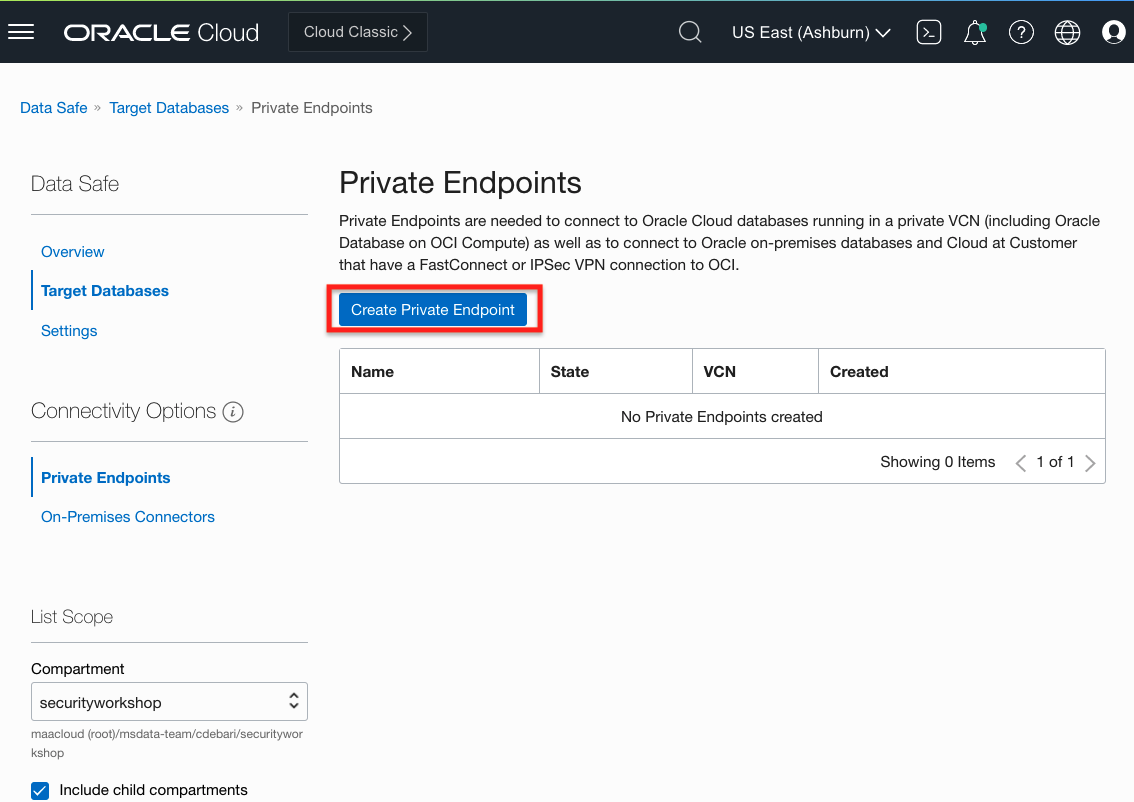 ORACLE Cloud
Cloud Classic
US East (Ashburn)
Data Safe » Target Databases » Private Endpoints
Data Safe
Overview
Target Databases
Settings
Connectivity Options
Private Endpoints
On-Premises Connectors
List Scope
Compartment
securityworkshop
maacloud (root)/msdata-team/cdebari/securitywor
kshop
Include child compartments
Private Endpoints
Private Endpoints are needed to connect to Oracle Cloud databases running in a private VCN (including Oracle
Database on OCI Compute) as well as to connect to Oracle on-premises databases and Cloud at Customer
that have a FastConnect or IPSec VPN connection to OCI.
Create Private Endpoint
Name State VCN Created
No Private Endpoints created
Showing 0 Items 1 of 1